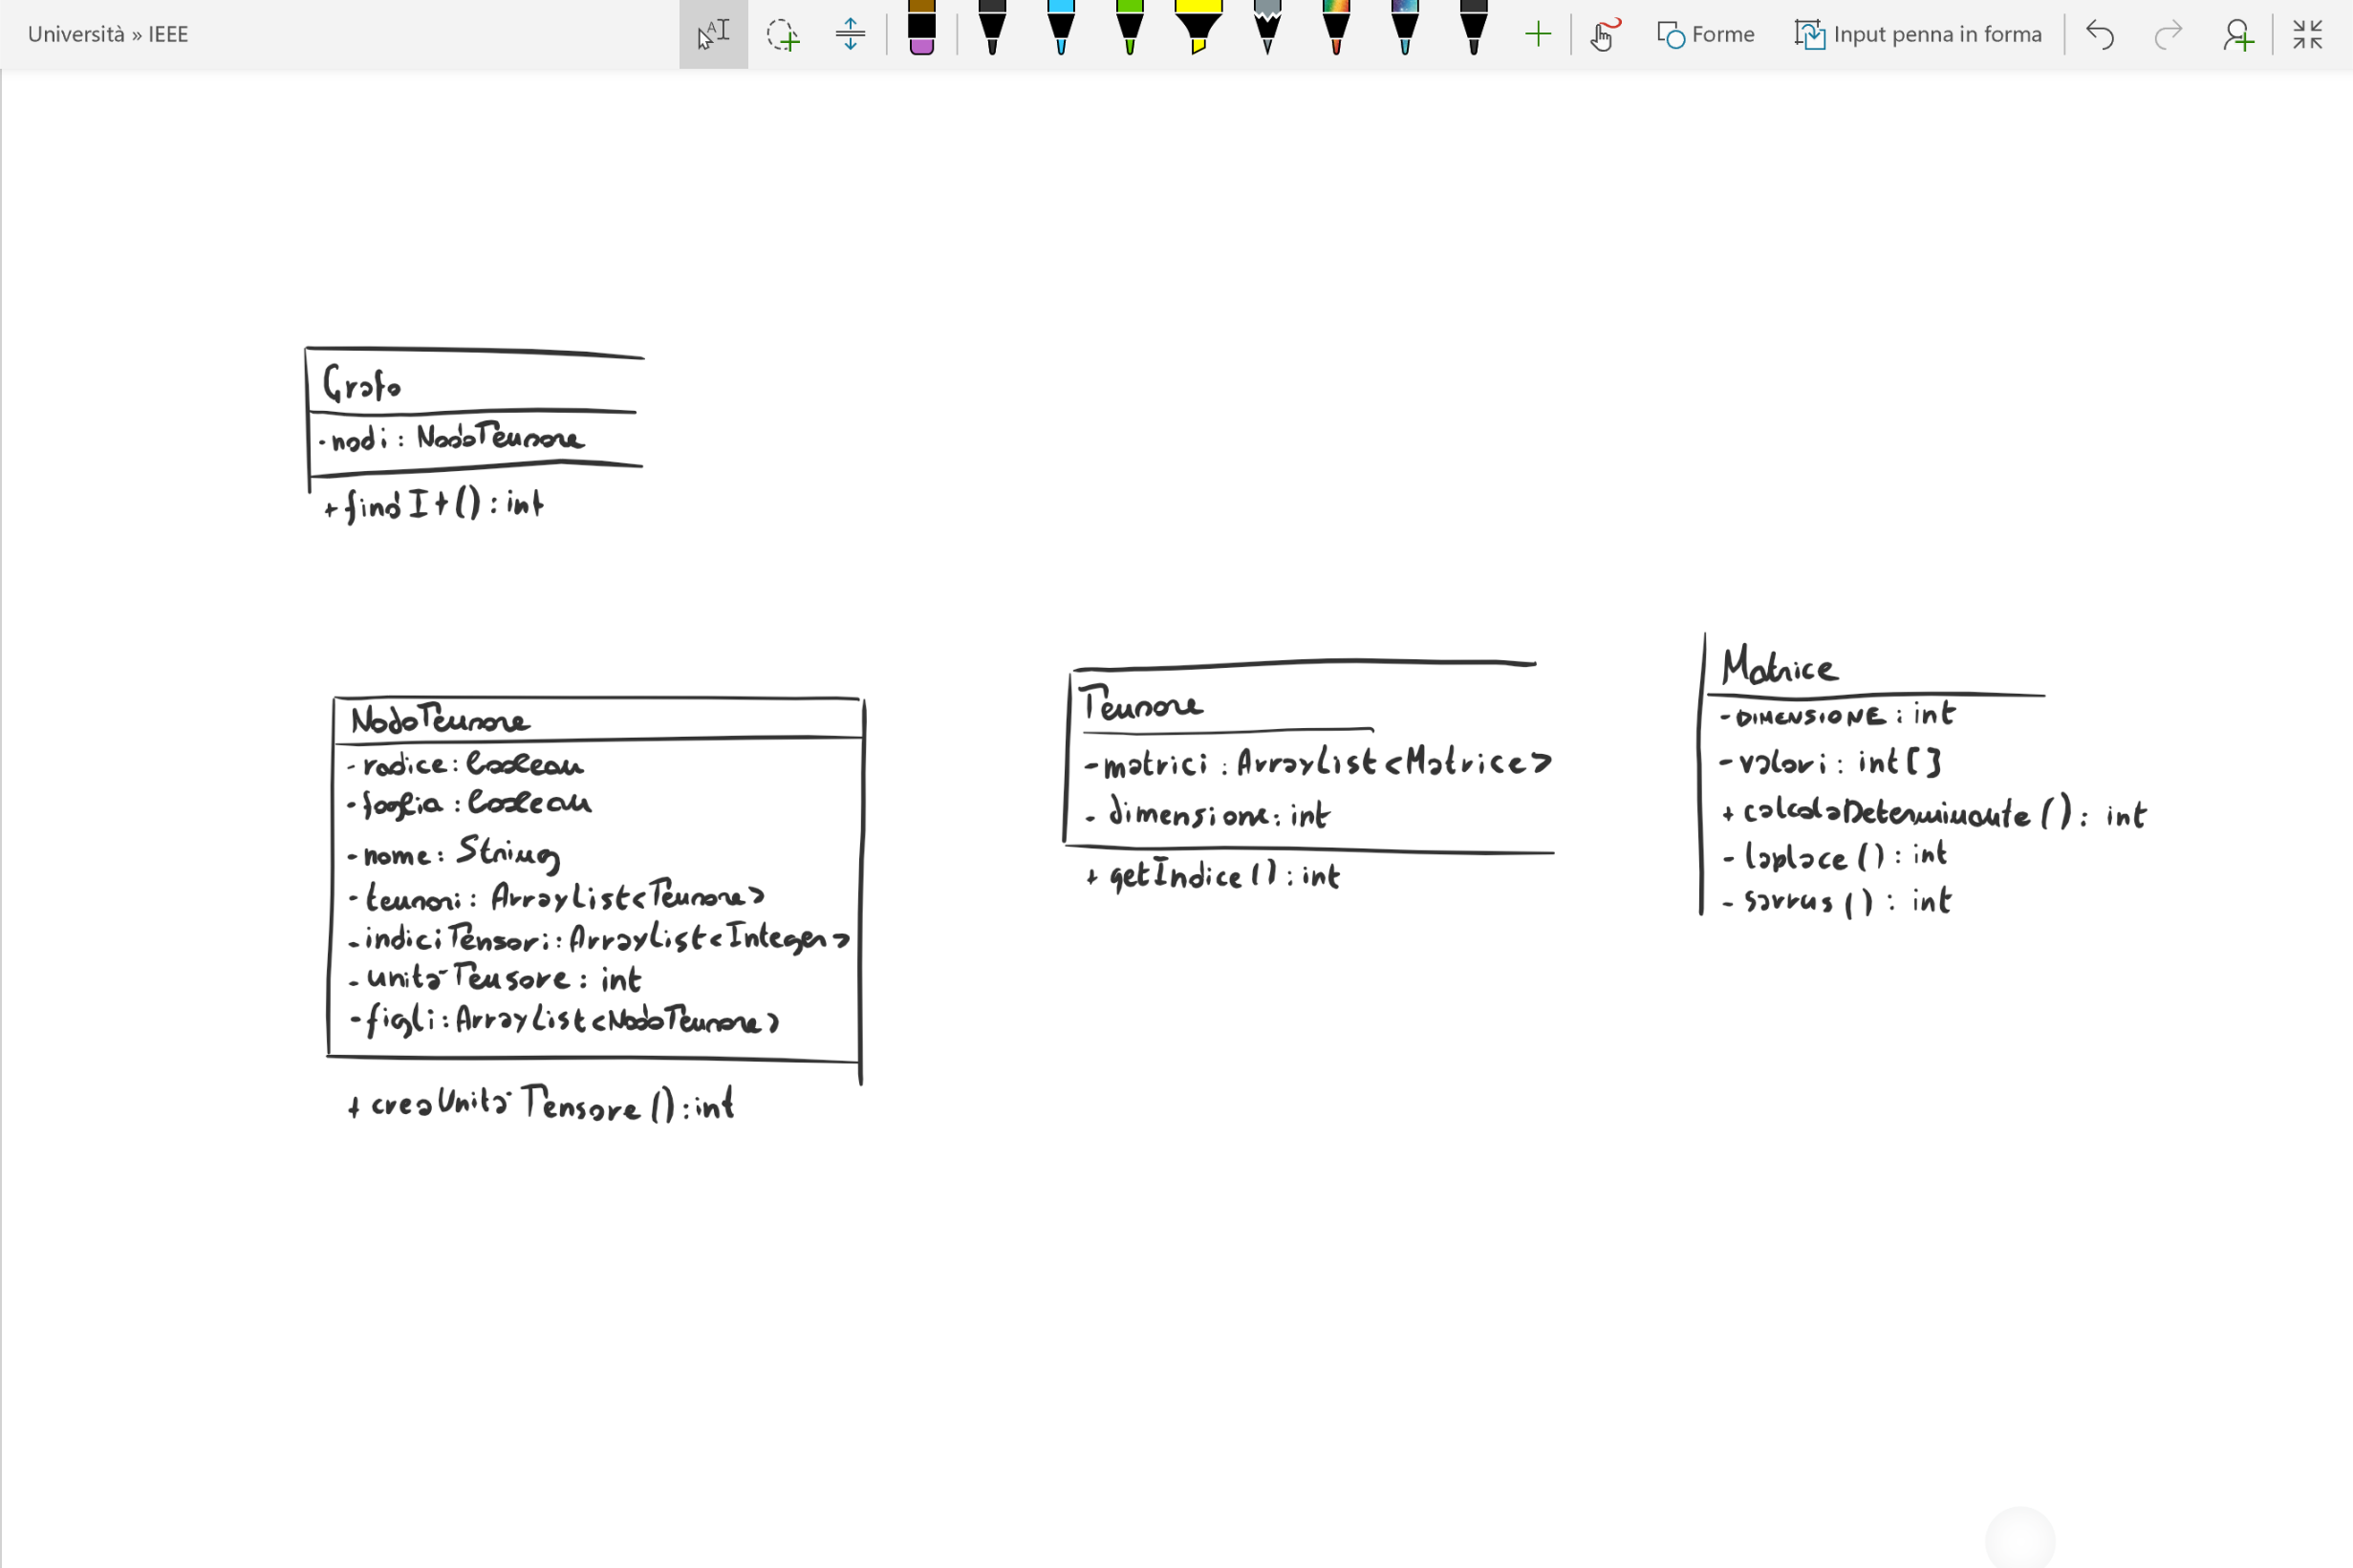 Università » IEEE
Forme
Input penna in forma
Grafo
- nodi : NodoTensore
+ findIt() : int
NodoTensore
- radice : boolean
- foglia : boolean
- nome : String
- tensori : ArrayList<Tensore>
- indiciTensori : ArrayList<Integer>
- unitàTensore : int
- figli : ArrayList<NodoTensore>
+ creaUnitàTensore() : int
Tensore
- matrici : ArrayList<Matrice>
- dimensione : int
+ getIndice() : int
Matrice
- DIMENSIONE : int
- valori : int[]
+ calcolaDeterminante() : int
- laplace() : int
- sarrus() : int